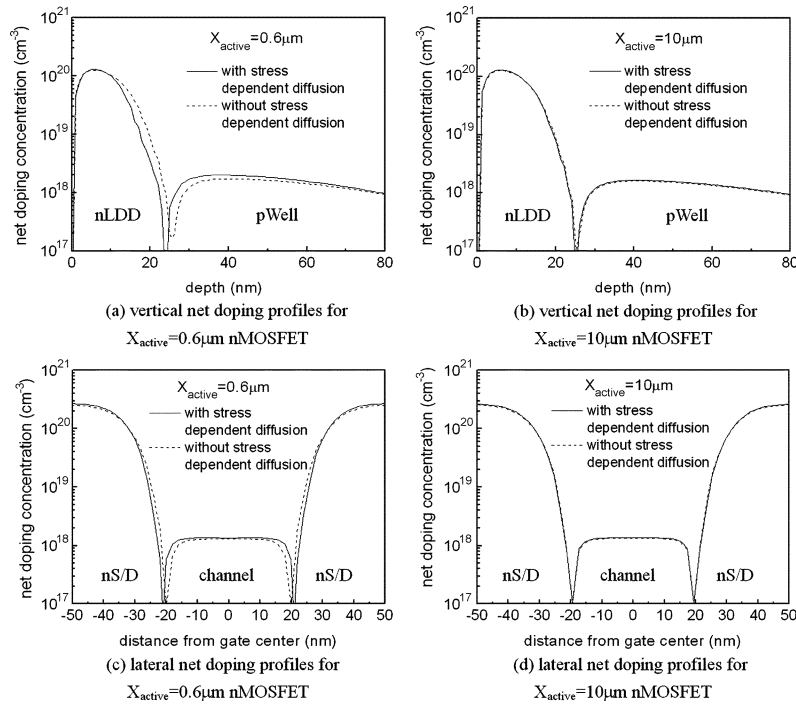 net doping concentration (cm-3)
10^21
10^20
10^19
10^18
10^17
Xactive=0.6μm
with stress
dependent diffusion
without stress
dependent diffusion
nLDD
pWell
0 20 40 60 80
depth (nm)
(a) vertical net doping profiles for
Xactive=0.6μm nMOSFET
net doping concentration (cm-3)
10^21
10^20
10^19
10^18
10^17
Xactive=10μm
with stress
dependent diffusion
without stress
dependent diffusion
nLDD
pWell
0 20 40 60 80
depth (nm)
(b) vertical net doping profiles for
Xactive=10μm nMOSFET
net doping concentration (cm-3)
10^21
10^20
10^19
10^18
10^17
Xactive=0.6μm
with stress
dependent diffusion
without stress
dependent diffusion
nS/D channel nS/D
-50 -40 -30 -20 -10 0 10 20 30 40 50
distance from gate center (nm)
(c) lateral net doping profiles for
Xactive=0.6μm nMOSFET
net doping concentration (cm-3)
10^21
10^20
10^19
10^18
10^17
Xactive=10μm
with stress
dependent diffusion
without stress
dependent diffusion
nS/D channel nS/D
-50 -40 -30 -20 -10 0 10 20 30 40 50
distance from gate center (nm)
(d) lateral net doping profiles for
Xactive=10μm nMOSFET